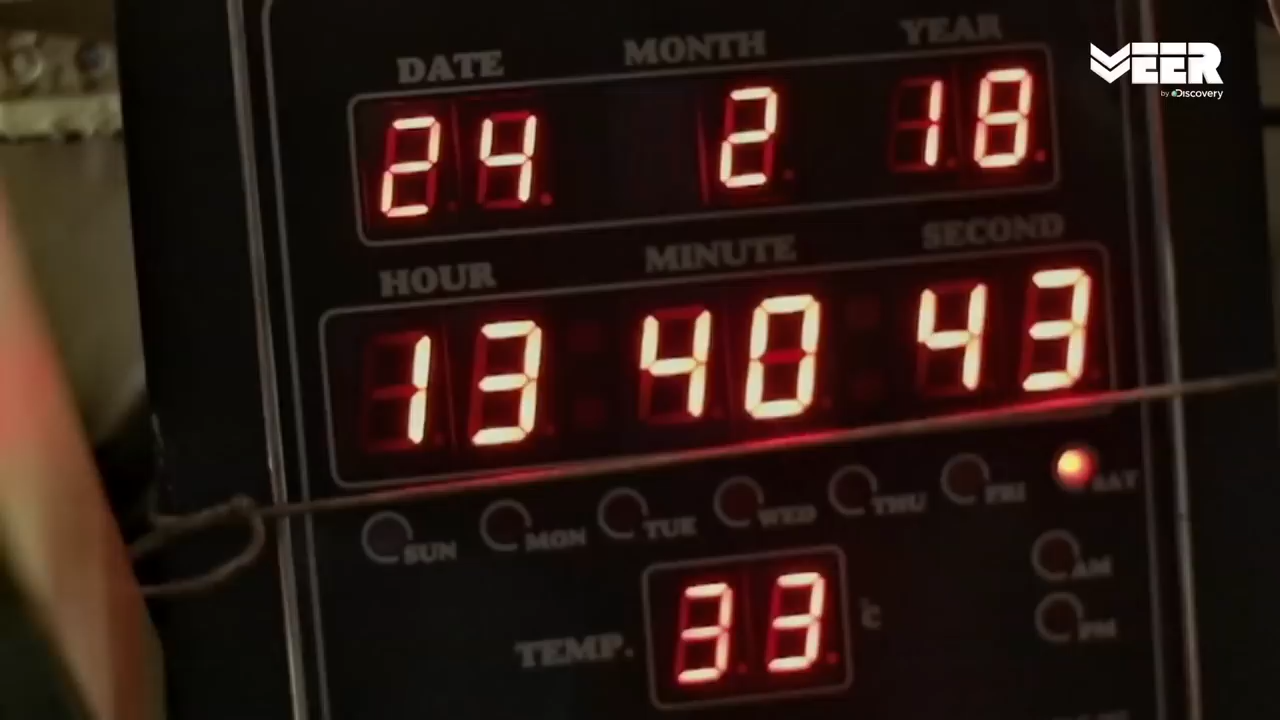 VEER
by Discovery
DATE MONTH YEAR
24 2 18
HOUR MINUTE SECOND
13 40 43
SUN MON TUE WED THU FRI SAT
AM
PM
TEMP. 33 °C